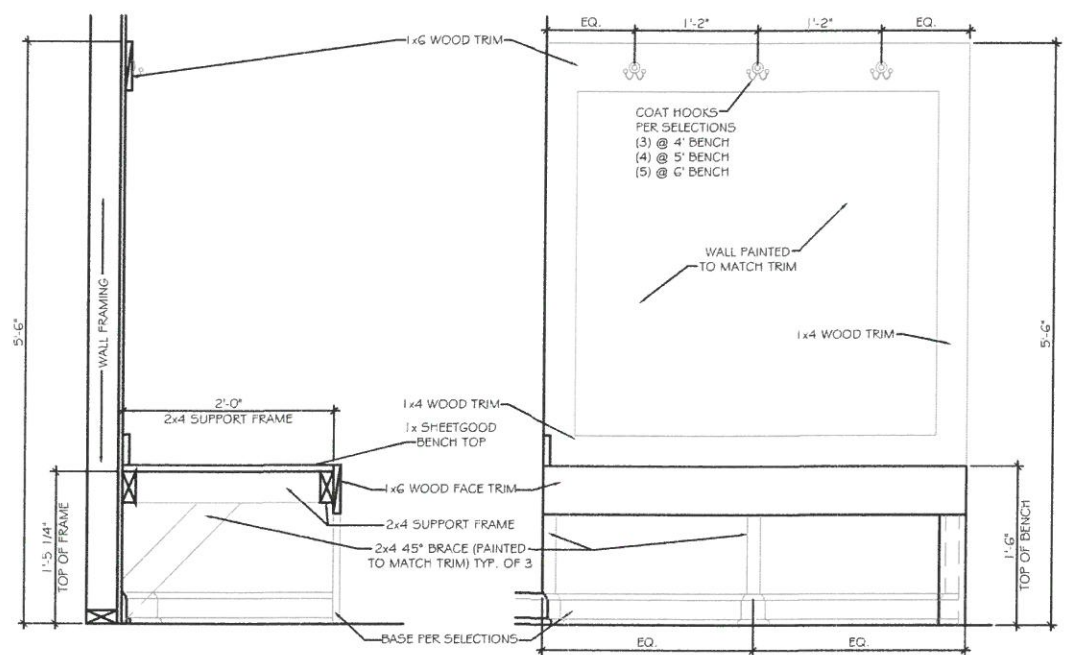 EQ.
1'-2"
1'-2"
EQ.
1x6 WOOD TRIM
COAT HOOKS
PER SELECTIONS
(3) @ 4' BENCH
(4) @ 5' BENCH
(5) @ 6' BENCH
WALL FRAMING
5'-6"
WALL PAINTED
TO MATCH TRIM
1x4 WOOD TRIM
5'-6"
2'-0"
2x4 SUPPORT FRAME
1x4 WOOD TRIM
1x SHEETGOOD
BENCH TOP
1x6 WOOD FACE TRIM
2x4 SUPPORT FRAME
2x4 45° BRACE (PAINTED
TO MATCH TRIM) TYP. OF 3
1'-5 1/4"
TOP OF FRAME
1'-6"
TOP OF BENCH
BASE PER SELECTIONS
EQ.
EQ.